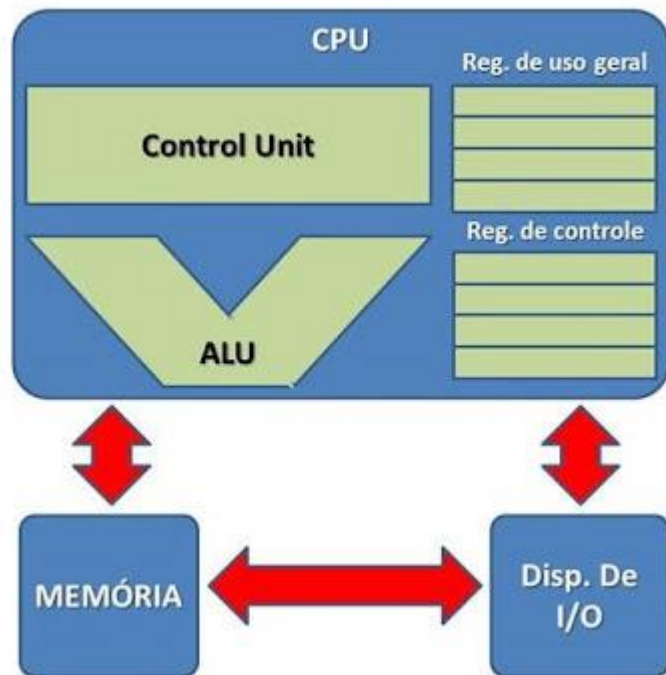 CPU
Reg. de uso geral
Control Unit
Reg. de controle
ALU
MEMÓRIA
Disp. De
I/O